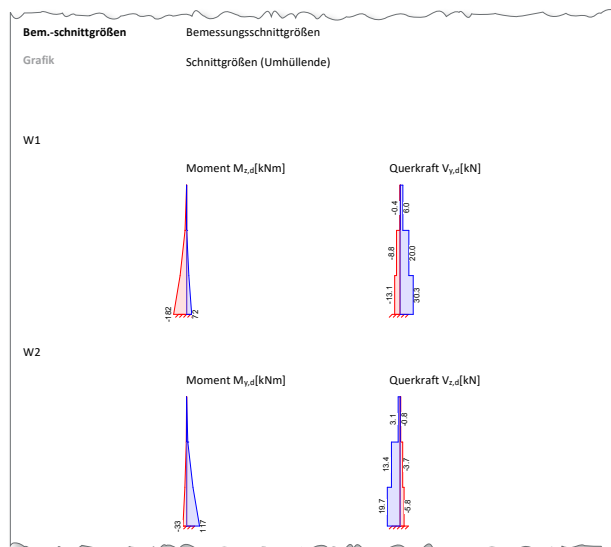 Bem.-schnittgrößen Bemessungsschnittgrößen
Grafik Schnittgrößen (Umhüllende)
W1
Moment Mz,d[kNm] Querkraft Vy,d[kN]
-0.4 6.0
-8.8 20.0
-13.1 30.3
-182 72
W2
Moment My,d[kNm] Querkraft Vz,d[kN]
3.1 -0.8
13.4 -3.7
19.7 -5.8
-33 117